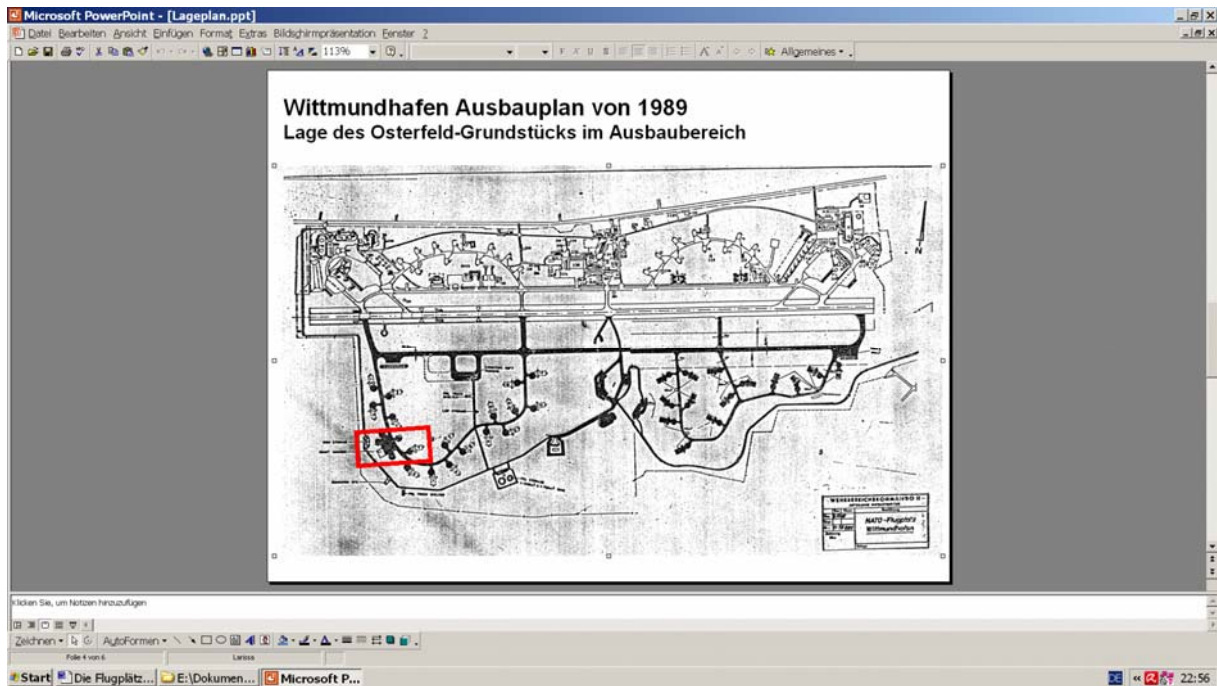 Microsoft PowerPoint - [Lageplan.ppt]
Datei Bearbeiten Ansicht Einfügen Format Extras Bildschirmpräsentation Fenster ?
113% F K U S Allgemeines
Wittmundhafen Ausbauplan von 1989
Lage des Osterfeld-Grundstücks im Ausbaubereich
N
NATO-Flugplatz
Wittmundhafen
Klicken Sie, um Notizen hinzuzufügen
Zeichnen AutoFormen
Folie 4 von 6 Larissa
Start Die Flugplätz... E:\Dokumen... Microsoft P... DE « 22:56